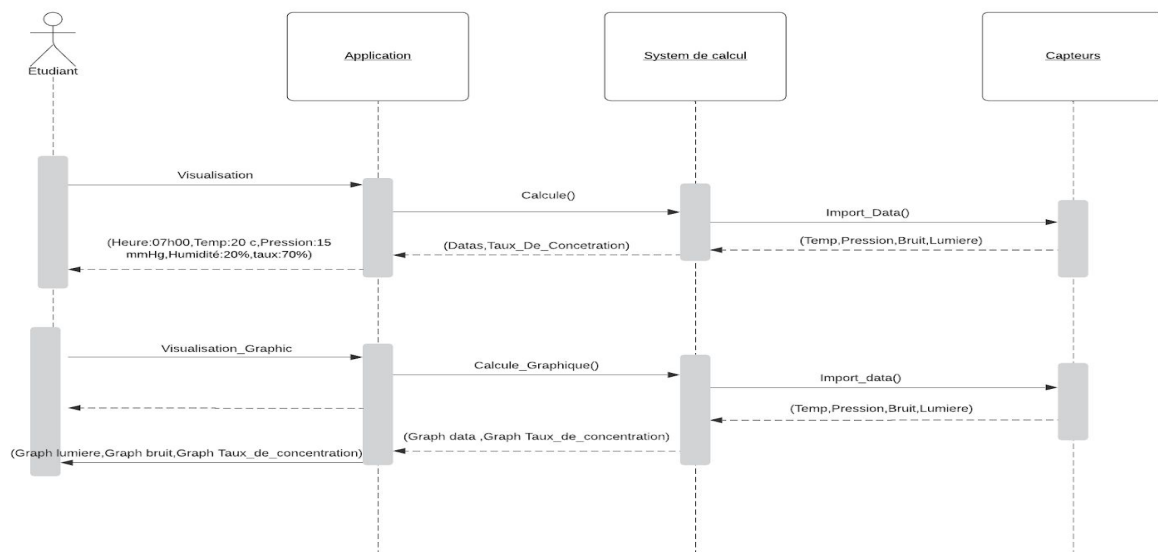 Etudiant
Application
System de calcul
Capteurs
Visualisation
Calcule()
Import_Data()
(Heure:07h00,Temp:20 c,Pression:15
mmHg,Humidité:20%,taux:70%)
(Datas,Taux_De_Concetration)
(Temp,Pression,Bruit,Lumiere)
Visualisation_Graphic
Calcule_Graphique()
Import_data()
(Temp,Pression,Bruit,Lumiere)
(Graph data ,Graph Taux_de_concentration)
(Graph lumiere,Graph bruit,Graph Taux_de_concentration)